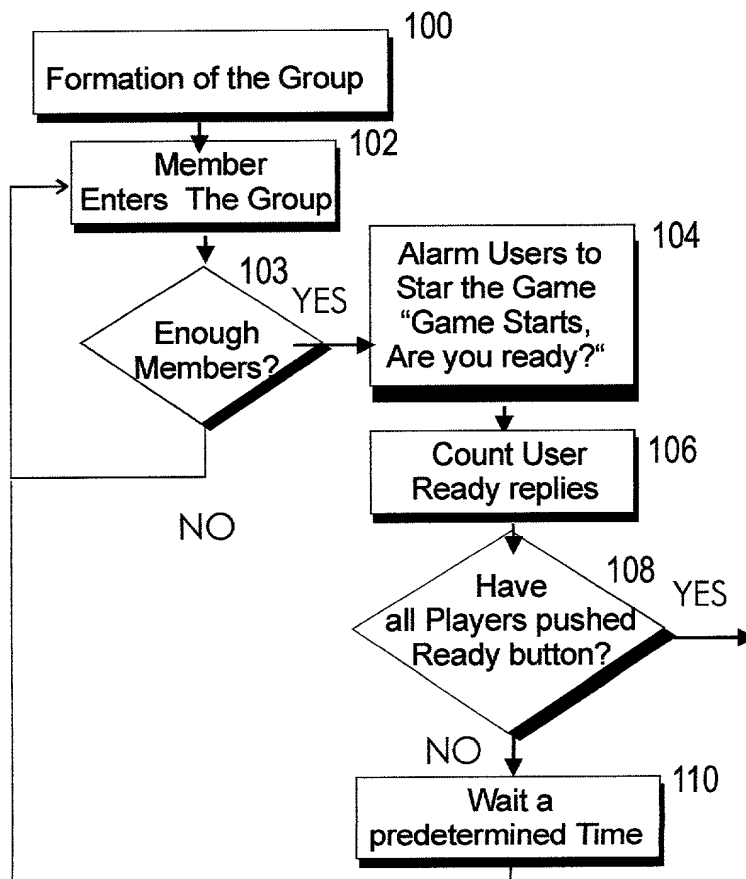 100
Formation of the Group
102
Member
Enters The Group
103
YES
Enough
Members?
NO
104
Alarm Users to
Star the Game
“Game Starts,
Are you ready?“
106
Count User
Ready replies
108
YES
Have
all Players pushed
Ready button?
NO
110
Wait a
predetermined Time